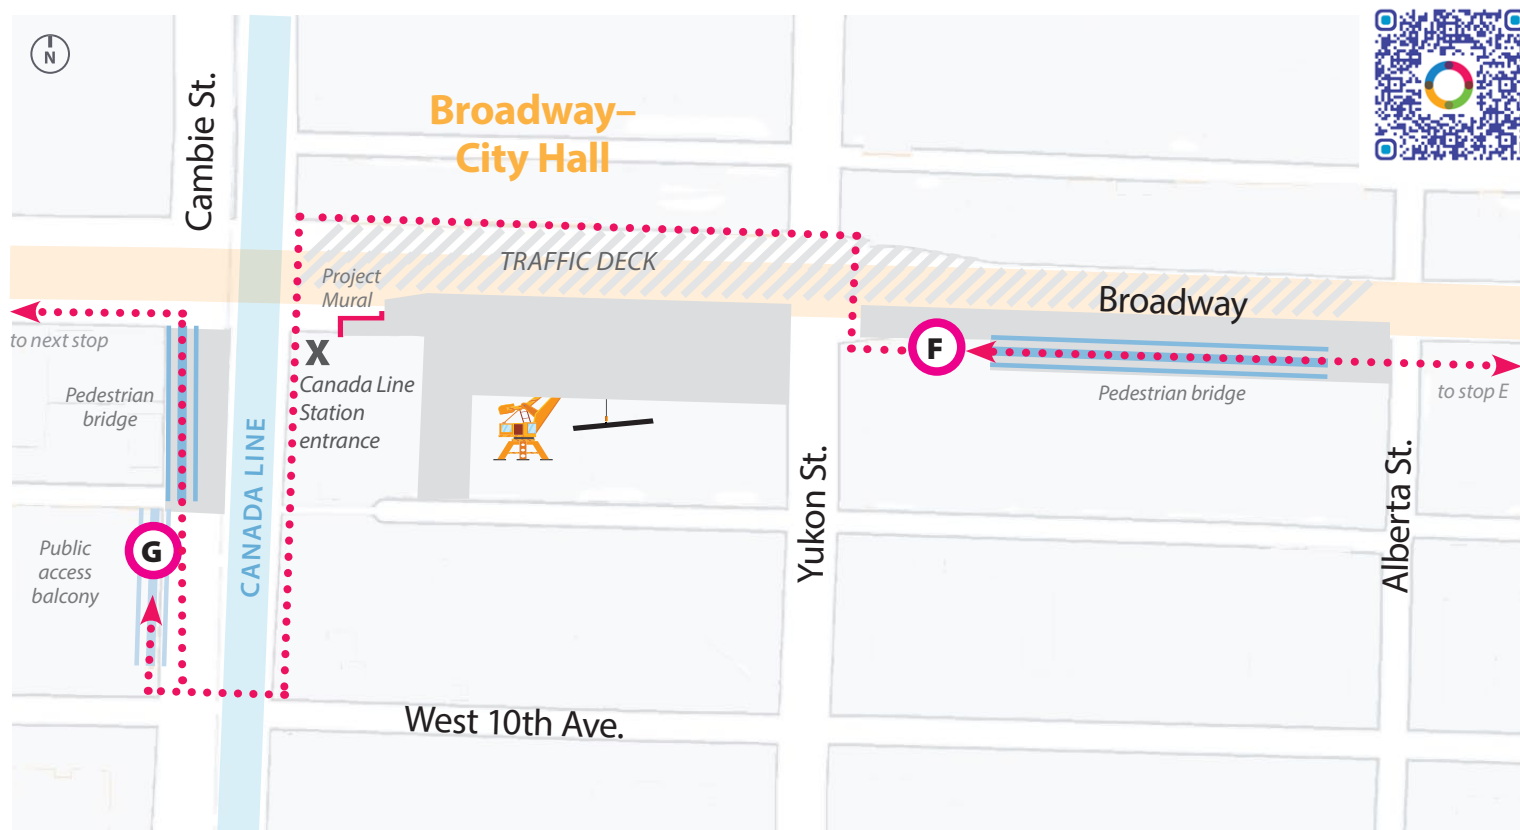 N
Cambie St.
Broadway–
City Hall
TRAFFIC DECK
Project
Mural
Broadway
to next stop
X
F
Canada Line
Station
entrance
Pedestrian
bridge
Pedestrian bridge
to stop E
CANADA LINE
Yukon St.
Alberta St.
G
Public
access
balcony
West 10th Ave.